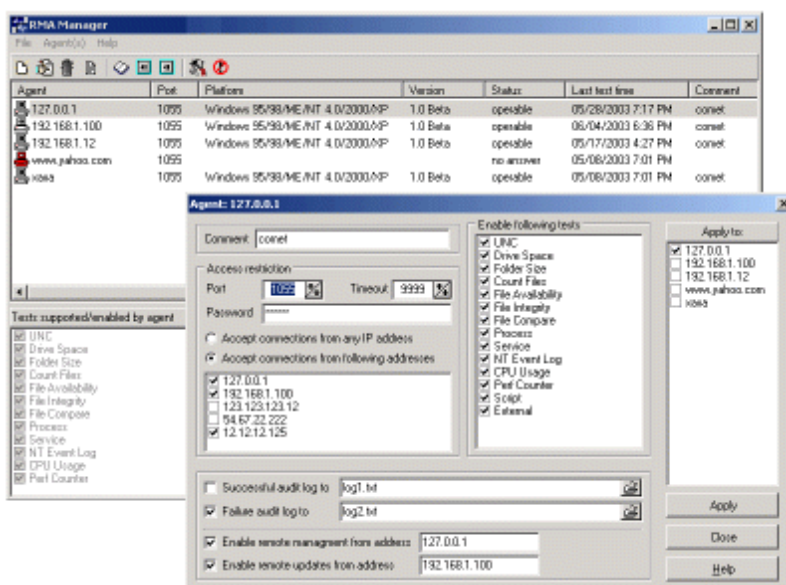 RMA Manager
File Agent(s) Help
Agent Port Platform Version Status Last test time Comment
127.0.0.1 1055 Windows 95/98/ME/NT 4.0/2000/XP 1.0 Beta operable 05/28/2003 7:17 PM comet
192.168.1.100 1055 Windows 95/98/ME/NT 4.0/2000/XP 1.0 Beta operable 06/04/2003 6:36 PM comet
192.168.1.12 1055 Windows 95/98/ME/NT 4.0/2000/XP 1.0 Beta operable 05/17/2003 4:27 PM comet
www.yahoo.com 1055 no answer 05/08/2003 7:01 PM
1055 Windows 95/98/ME/NT 4.0/2000/XP 1.0 Beta operable 05/08/2003 7:01 PM comet
Tests supported/enabled by agent
UNC
Drive Space
Folder Size
Count Files
File Availability
File Integrity
File Compare
Process
Service
NT Event Log
CPU Usage
Perf Counter
Agent: 127.0.0.1
Comment comet
Access restriction
Port 1055 Timeout 9999
Password ******
Accept connections from any IP address
Accept connections from following addresses
127.0.0.1
192.168.1.100
123.123.123.12
54.67.22.222
12.12.12.125
Enable following tests
UNC
Drive Space
Folder Size
Count Files
File Availability
File Integrity
File Compare
Process
Service
NT Event Log
CPU Usage
Perf Counter
Script
External
Apply to:
127.0.0.1
192.168.1.100
192.168.1.12
www.yahoo.com
Successful audit log to log1.txt
Failure audit log to log2.txt
Enable remote managment from address 127.0.0.1
Enable remote updates from address 192.168.1.100
Apply
Close
Help